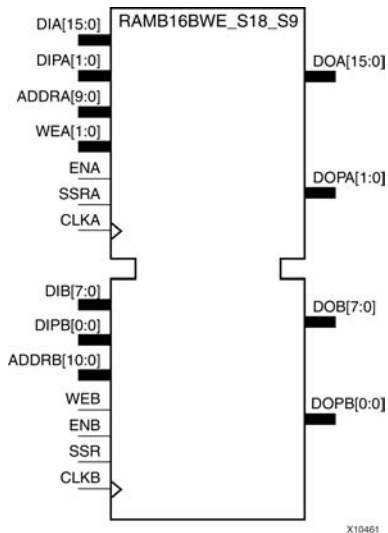 RAMB16BWE_S18_S9
DIA[15:0]
DIPA[1:0]
ADDRA[9:0]
WEA[1:0]
ENA
SSRA
CLKA
DOA[15:0]
DOPA[1:0]
DIB[7:0]
DIPB[0:0]
ADDRB[10:0]
WEB
ENB
SSR
CLKB
DOB[7:0]
DOPB[0:0]
X10461